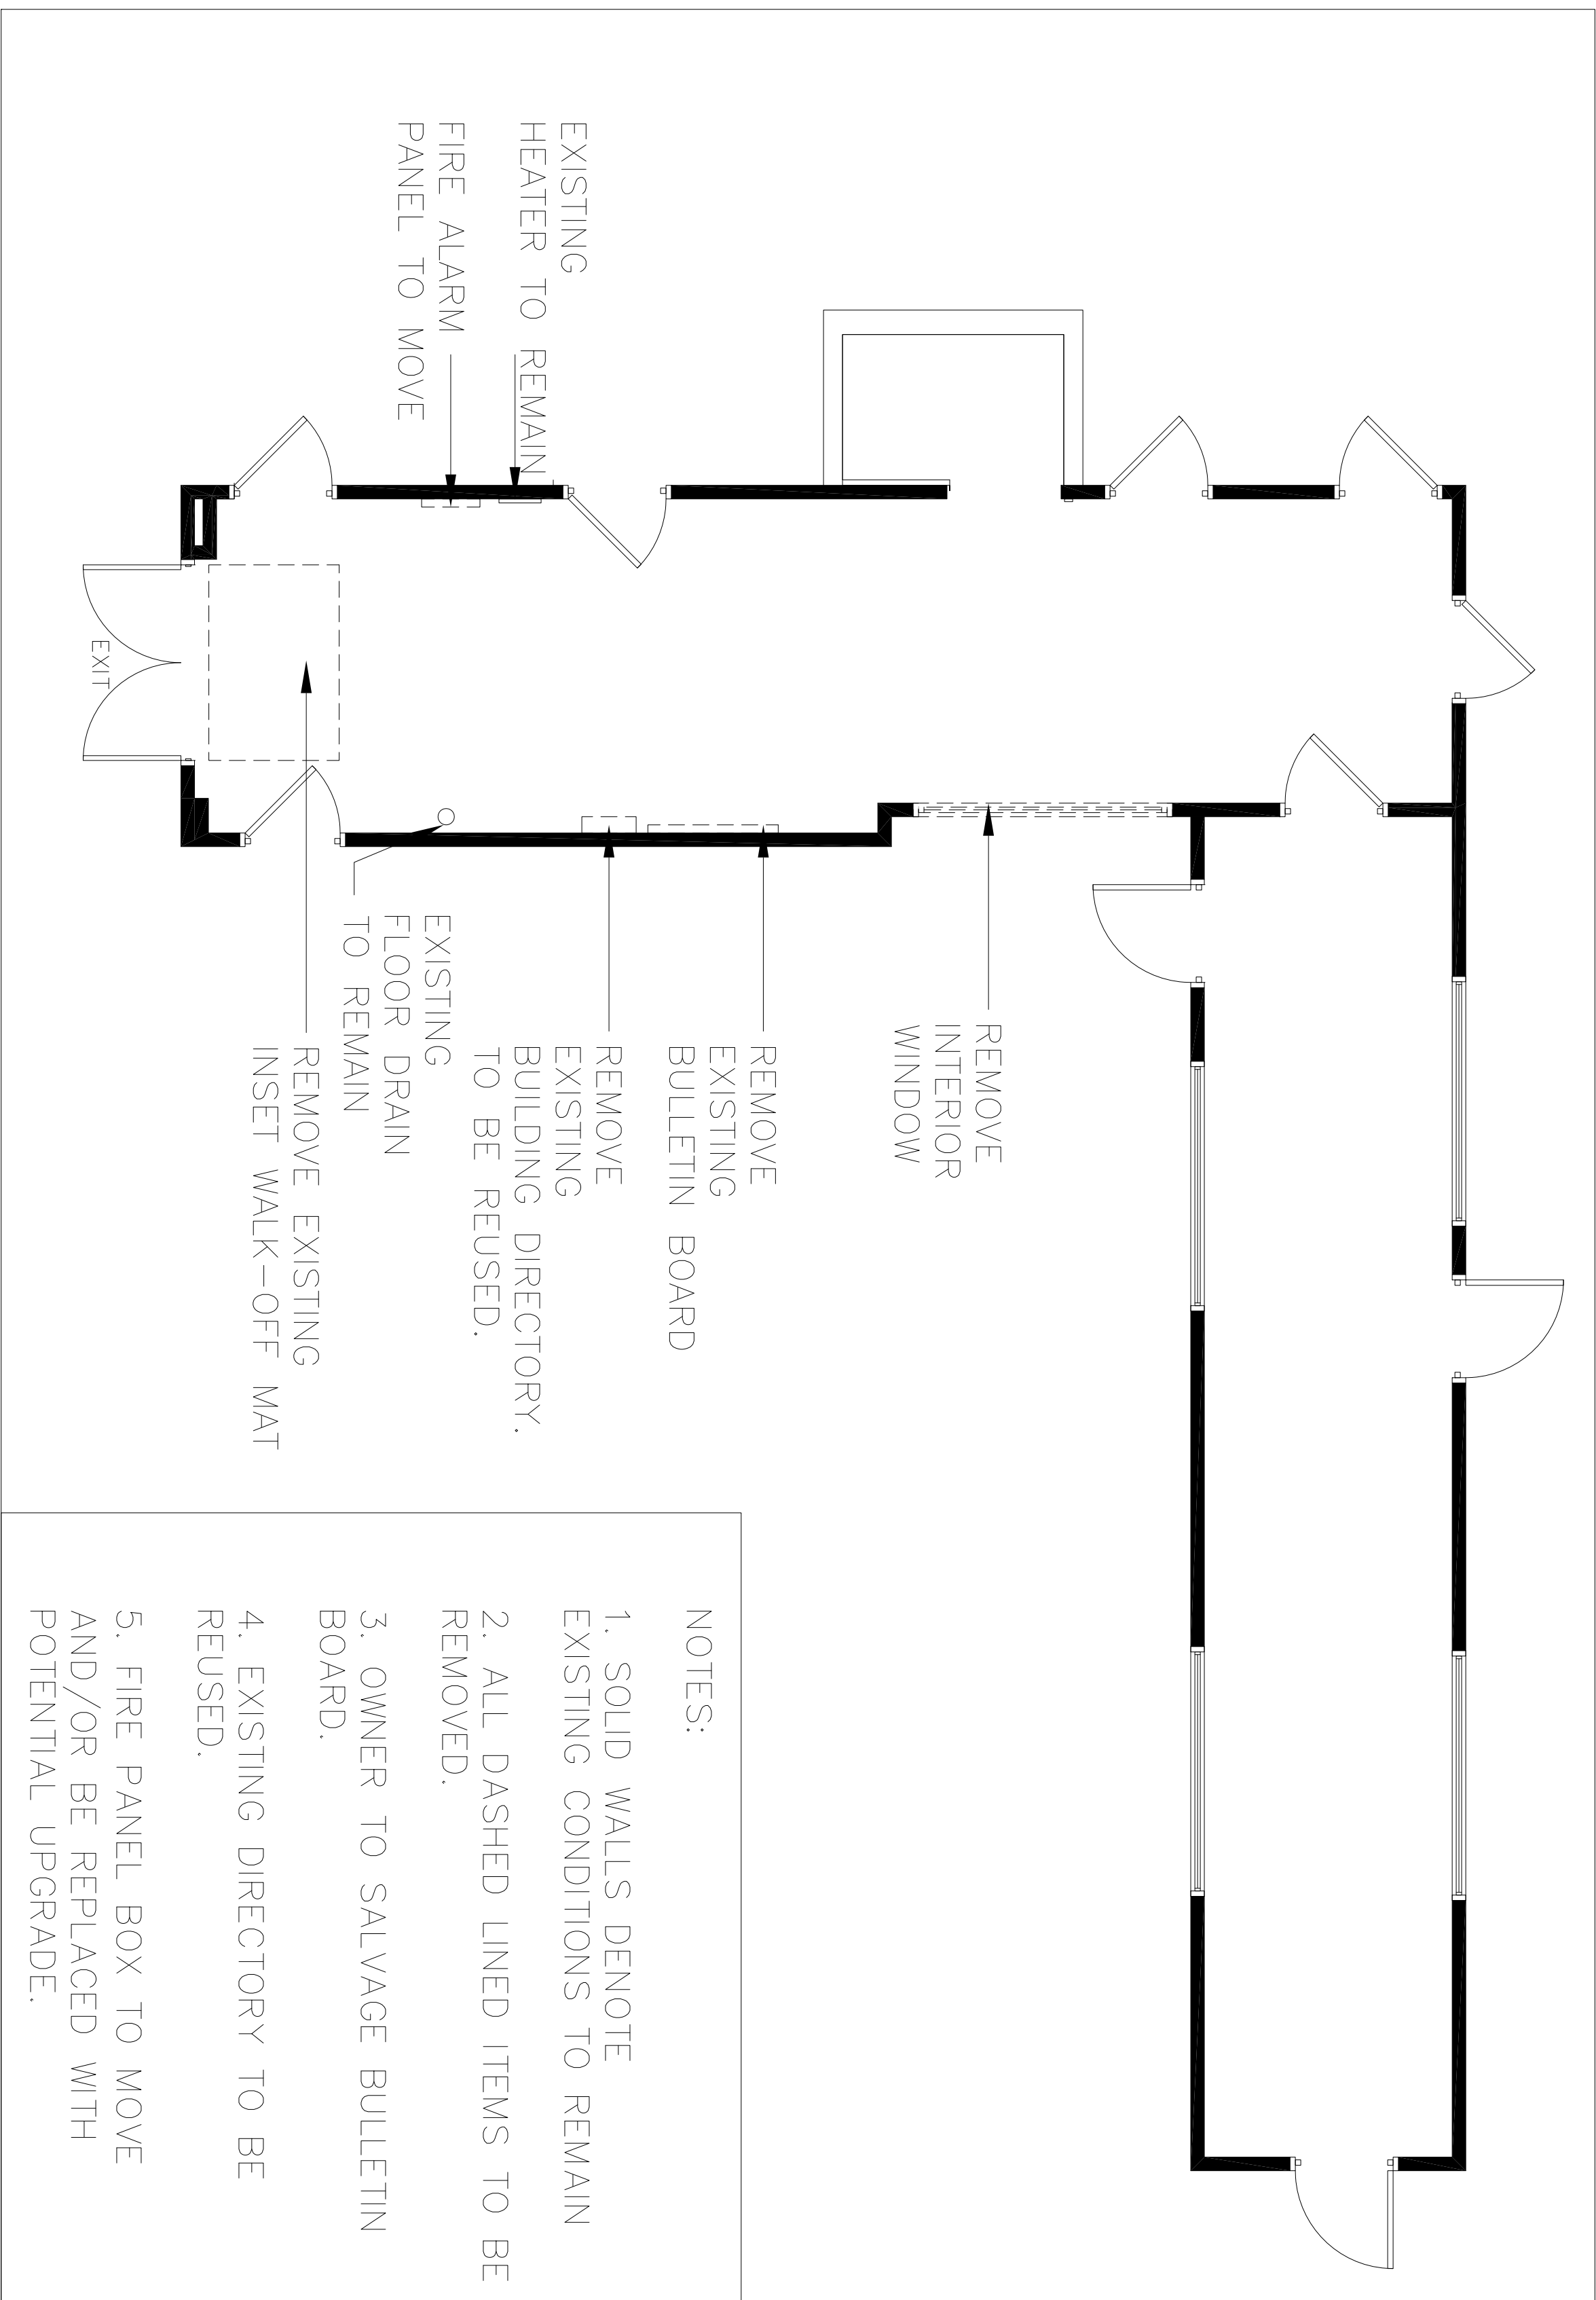 EXISTING
HEATER TO REMAIN
FIRE ALARM
PANEL TO MOVE
EXIT
REMOVE
INTERIOR
WINDOW
REMOVE
EXISTING
BULLETIN BOARD
REMOVE
EXISTING
BUILDING DIRECTORY.
TO BE REUSED.
EXISTING
FLOOR DRAIN
TO REMAIN
REMOVE EXISTING
INSET WALK-OFF MAT
NOTES:
1. SOLID WALLS DENOTE
EXISTING CONDITIONS TO REMAIN
2. ALL DASHED LINED ITEMS TO BE
REMOVED.
3. OWNER TO SALVAGE BULLETIN
BOARD.
4. EXISTING DIRECTORY TO BE
REUSED.
5. FIRE PANEL BOX TO MOVE
AND/OR BE REPLACED WITH
POTENTIAL UPGRADE.